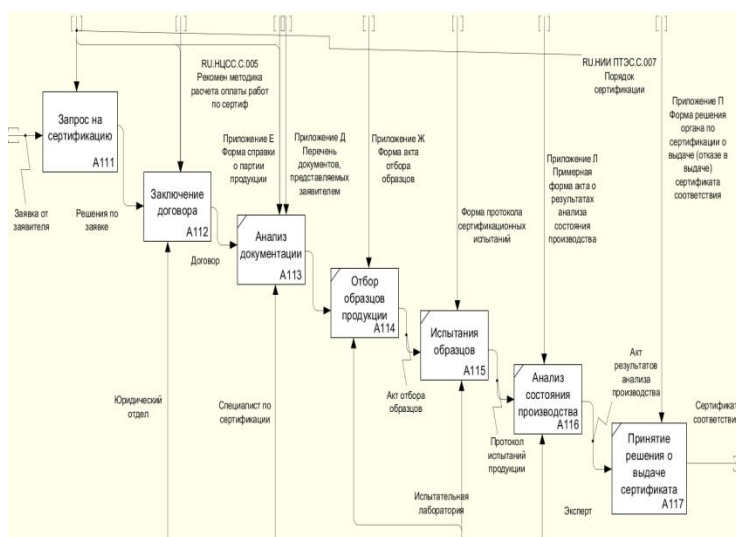 RU.НЦСС.С.005
Рекомен методика
расчета оплаты работ
по сертиф
RU.НИИ ПТЭС.С.007
Порядок
сертификации
Запрос на
сертификацию
A111
Приложение Е
Форма справки
о партии
продукции
Приложение Д
Перечень
документов,
представляемых
заявителем
Приложение Ж
Форма акта
отбора
образцов
Приложение Л
Примерная
форма акта о
результатах
анализа
состояния
производства
Приложение П
Форма решения
органа по
сертификации о
выдаче (отказе в
выдаче)
сертификата
соответствия
Заявка от
заявителя
Решения по
заявке
Заключение
договора
A112
Договор
Анализ
документации
A113
Форма протокола
сертификационных
испытаний
Отбор
образцов
продукции
A114
Испытания
образцов
A115
Акт отбора
образцов
Анализ
состояния
производства
A116
Акт
результатов
анализа
производства
Юридический
отдел
Специалист по
сертификации
Протокол
испытаний
продукции
Принятие
решения о
выдаче
сертификата
A117
Сертификат
соответстви
Испытательная
лаборатория
Эксперт